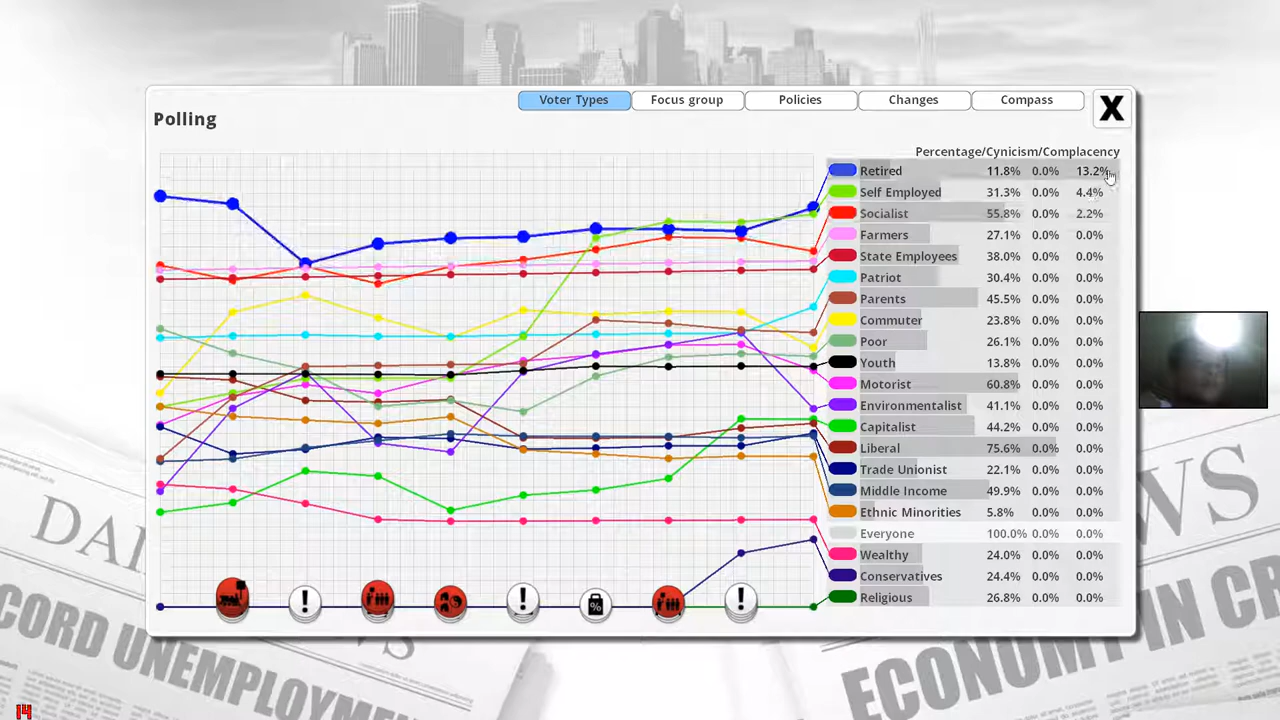 Voter Types Focus group Policies Changes Compass
X
Polling
Percentage/Cynicism/Complacency
Retired 11.8% 0.0% 13.2%
Self Employed 31.3% 0.0% 4.4%
Socialist 55.8% 0.0% 2.2%
Farmers 27.1% 0.0% 0.0%
State Employees 38.0% 0.0% 0.0%
Patriot 30.4% 0.0% 0.0%
Parents 45.5% 0.0% 0.0%
Commuter 23.8% 0.0% 0.0%
Poor 26.1% 0.0% 0.0%
Youth 13.8% 0.0% 0.0%
Motorist 60.8% 0.0% 0.0%
Environmentalist 41.1% 0.0% 0.0%
Capitalist 44.2% 0.0% 0.0%
Liberal 75.6% 0.0% 0.0%
Trade Unionist 22.1% 0.0% 0.0%
Middle Income 49.9% 0.0% 0.0%
Ethnic Minorities 5.8% 0.0% 0.0%
Everyone 100.0% 0.0% 0.0%
Wealthy 24.0% 0.0% 0.0%
Conservatives 24.4% 0.0% 0.0%
Religious 26.8% 0.0% 0.0%
! ! % !
DAI
WS
CORD UNEMPLOYM
ECONOMY IN CR
14